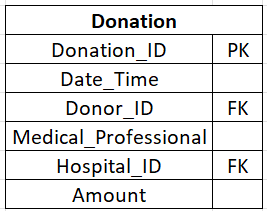 Donation
Donation_ID PK
Date_Time
Donor_ID FK
Medical_Professional
Hospital_ID FK
Amount